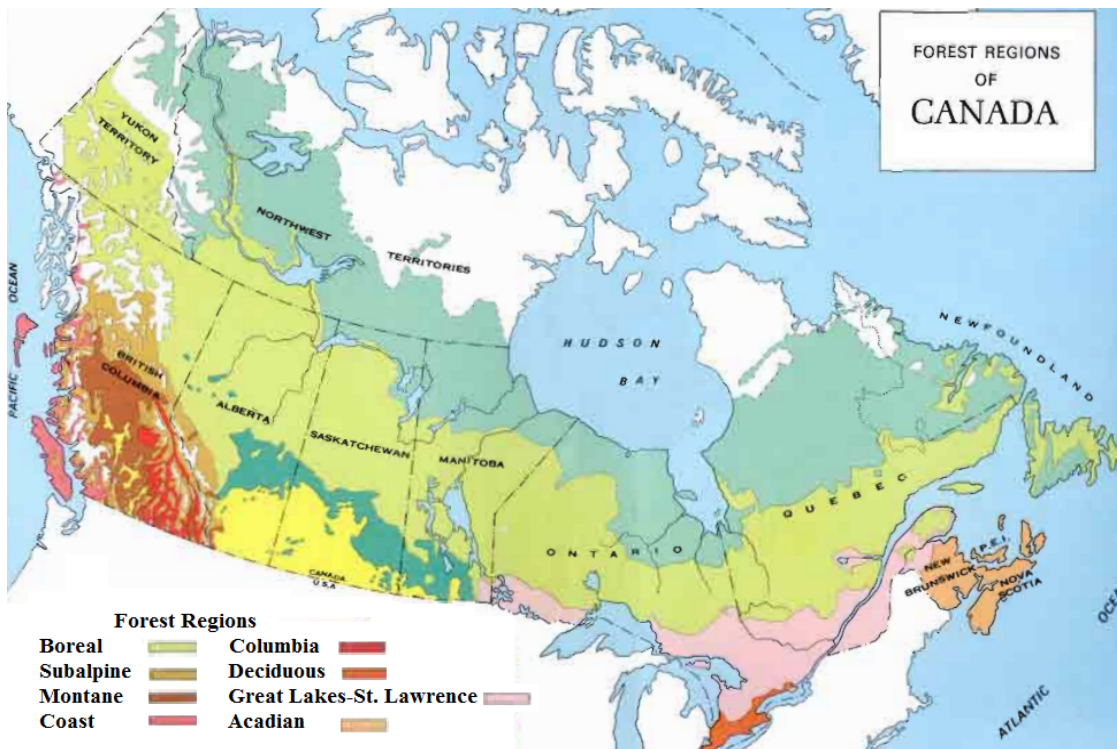 FOREST REGIONS
OF
CANADA
YUKON
TERRITORY
NORTHWEST
TERRITORIES
PACIFIC OCEAN
HUDSON
BAY
NEWFOUNDLAND
BRITISH
COLUMBIA
ALBERTA
SASKATCHEWAN
MANITOBA
ONTARIO
QUEBEC
P.E.I.
NEW
BRUNSWICK
NOVA
SCOTIA
CANADA
U.S.A
ATLANTIC
OCEA
Forest Regions
Boreal
Columbia
Subalpine
Deciduous
Montane
Great Lakes-St. Lawrence
Coast
Acadian